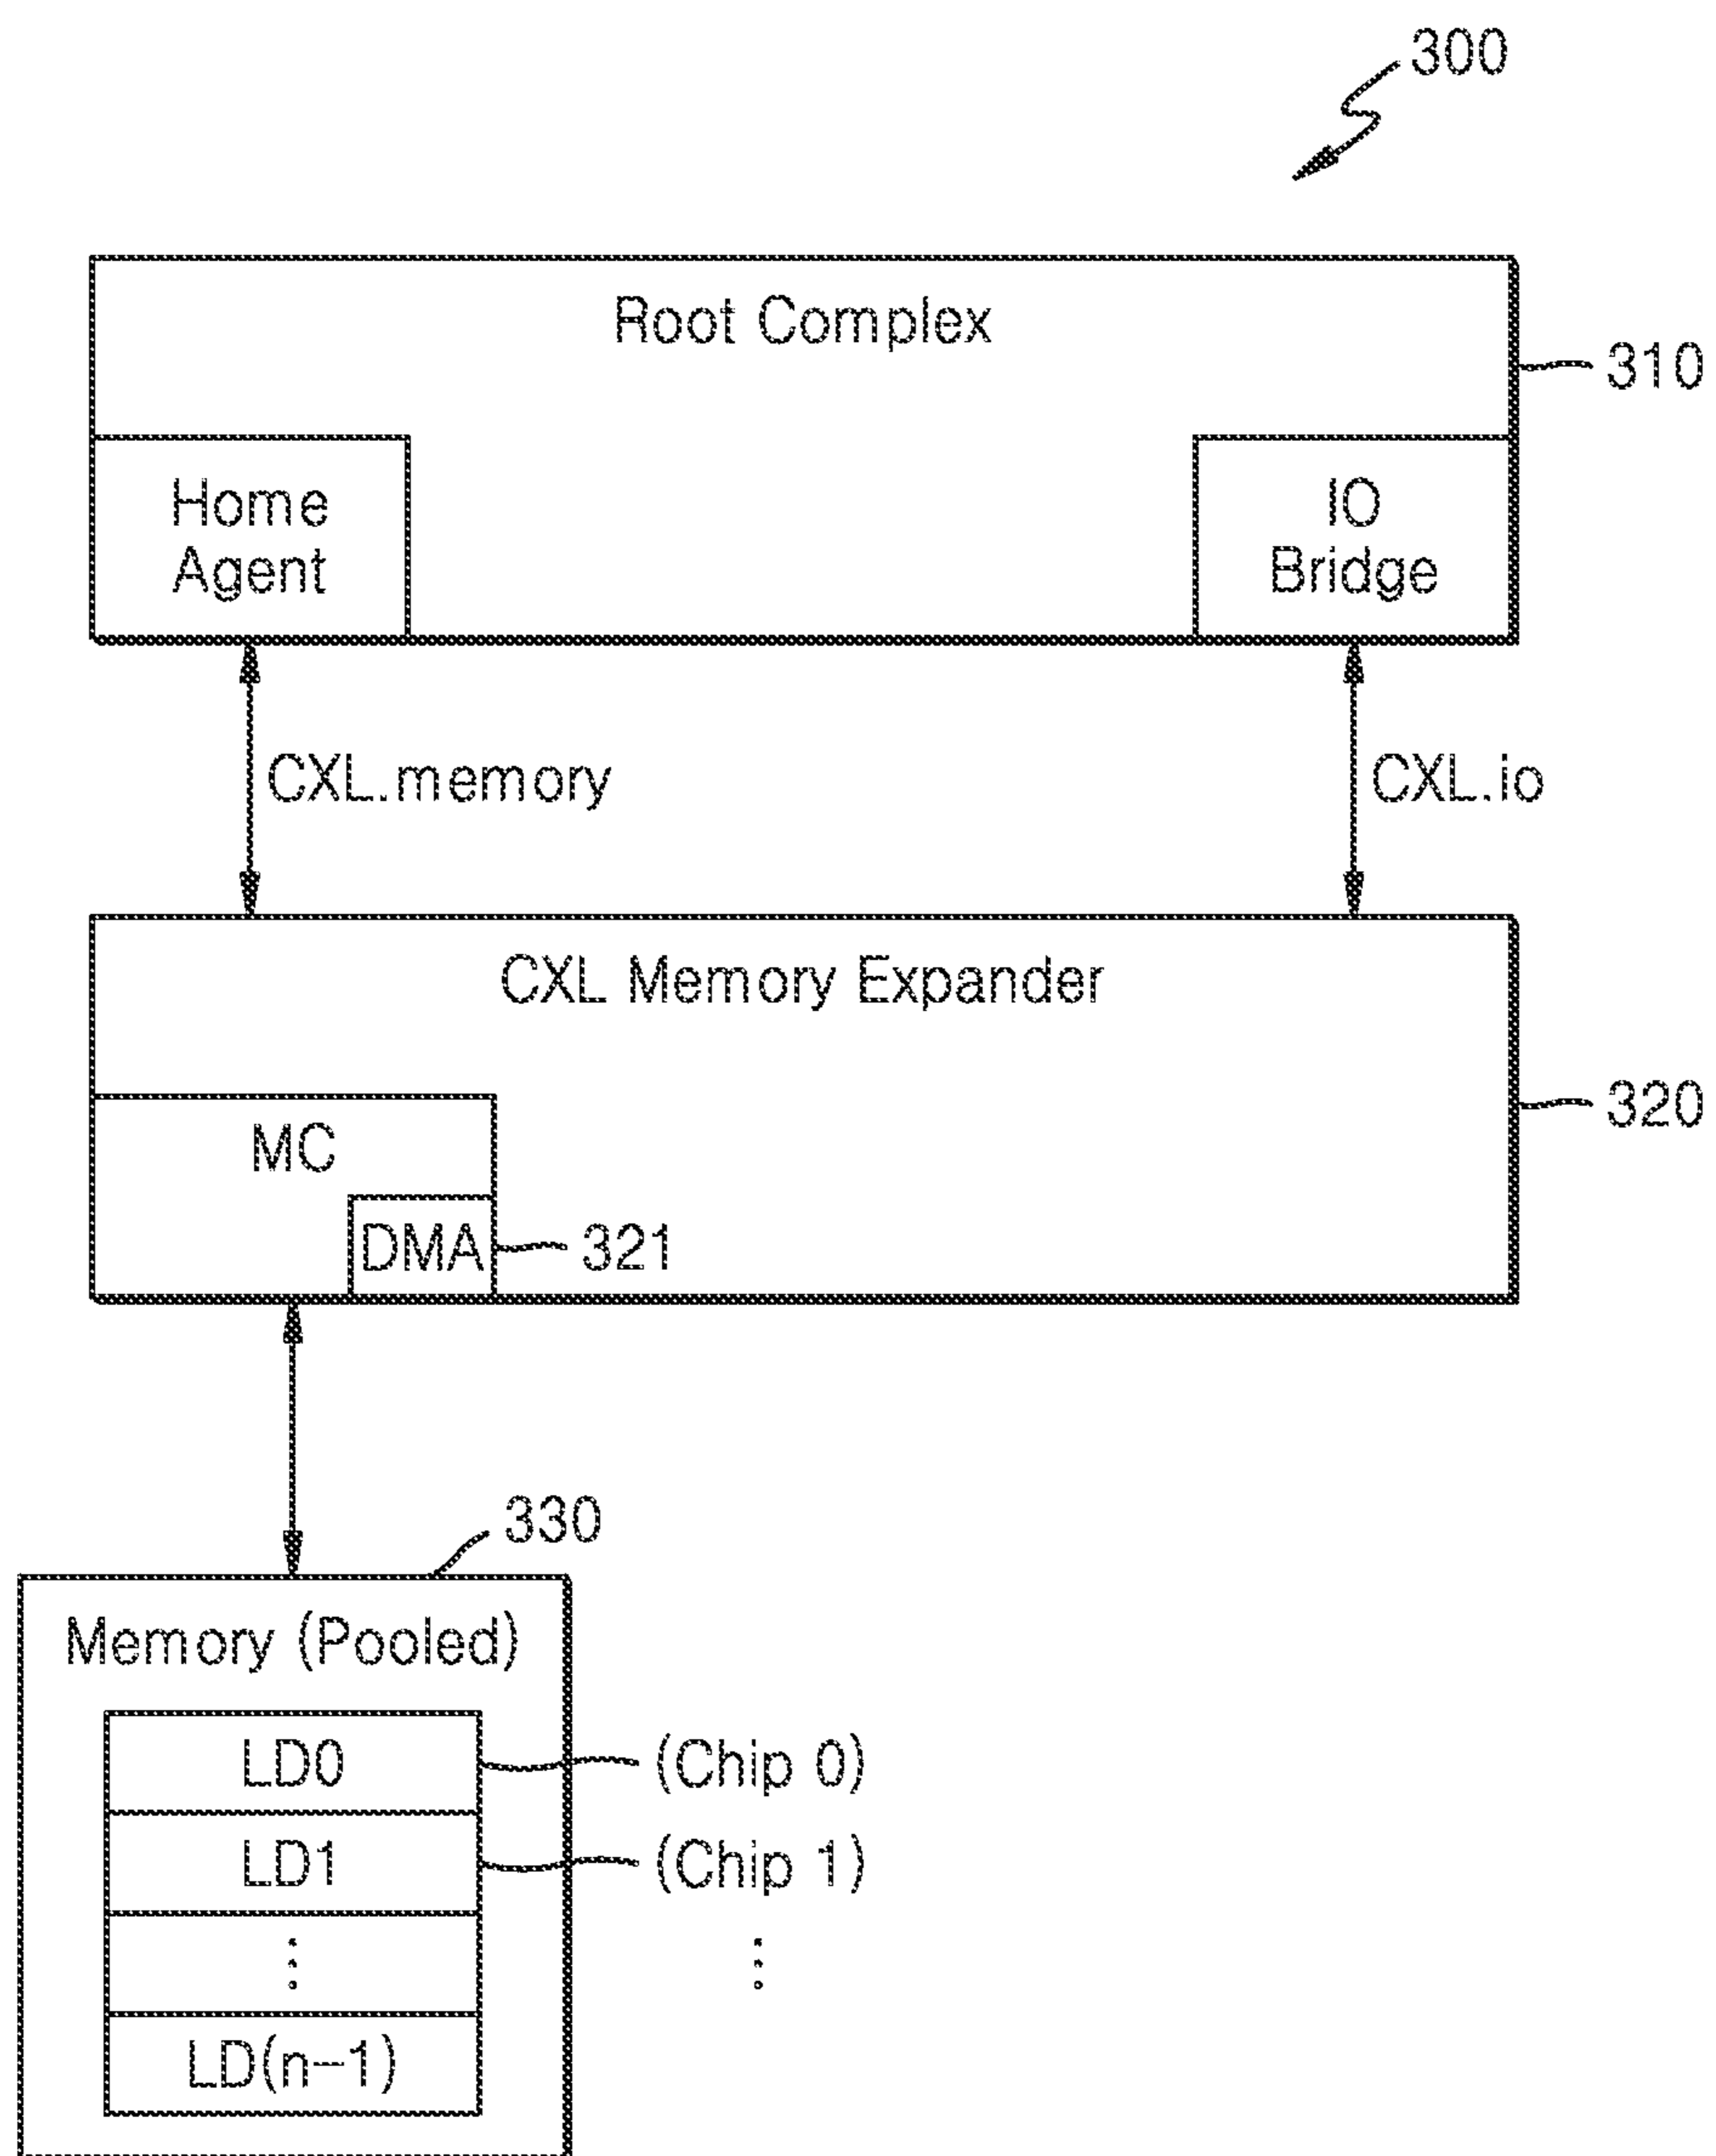 300
Root Complex
310
Home
Agent
IO
Bridge
CXL.memory
CXL.io
CXL Memory Expander
320
MC
DMA
321
330
Memory (Pooled)
LD0
(Chip 0)
LD1
(Chip 1)
⋮
⋮
LD(n-1)